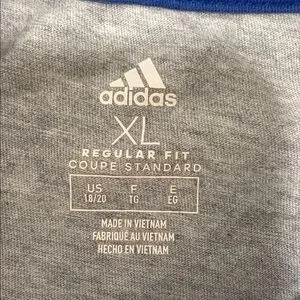 adidas
XL
REGULAR FIT
COUPE STANDARD
US F E
18/20 TG EG
MADE IN VIETNAM
FABRIQUÉ AU VIETNAM
HECHO EN VIETNAM